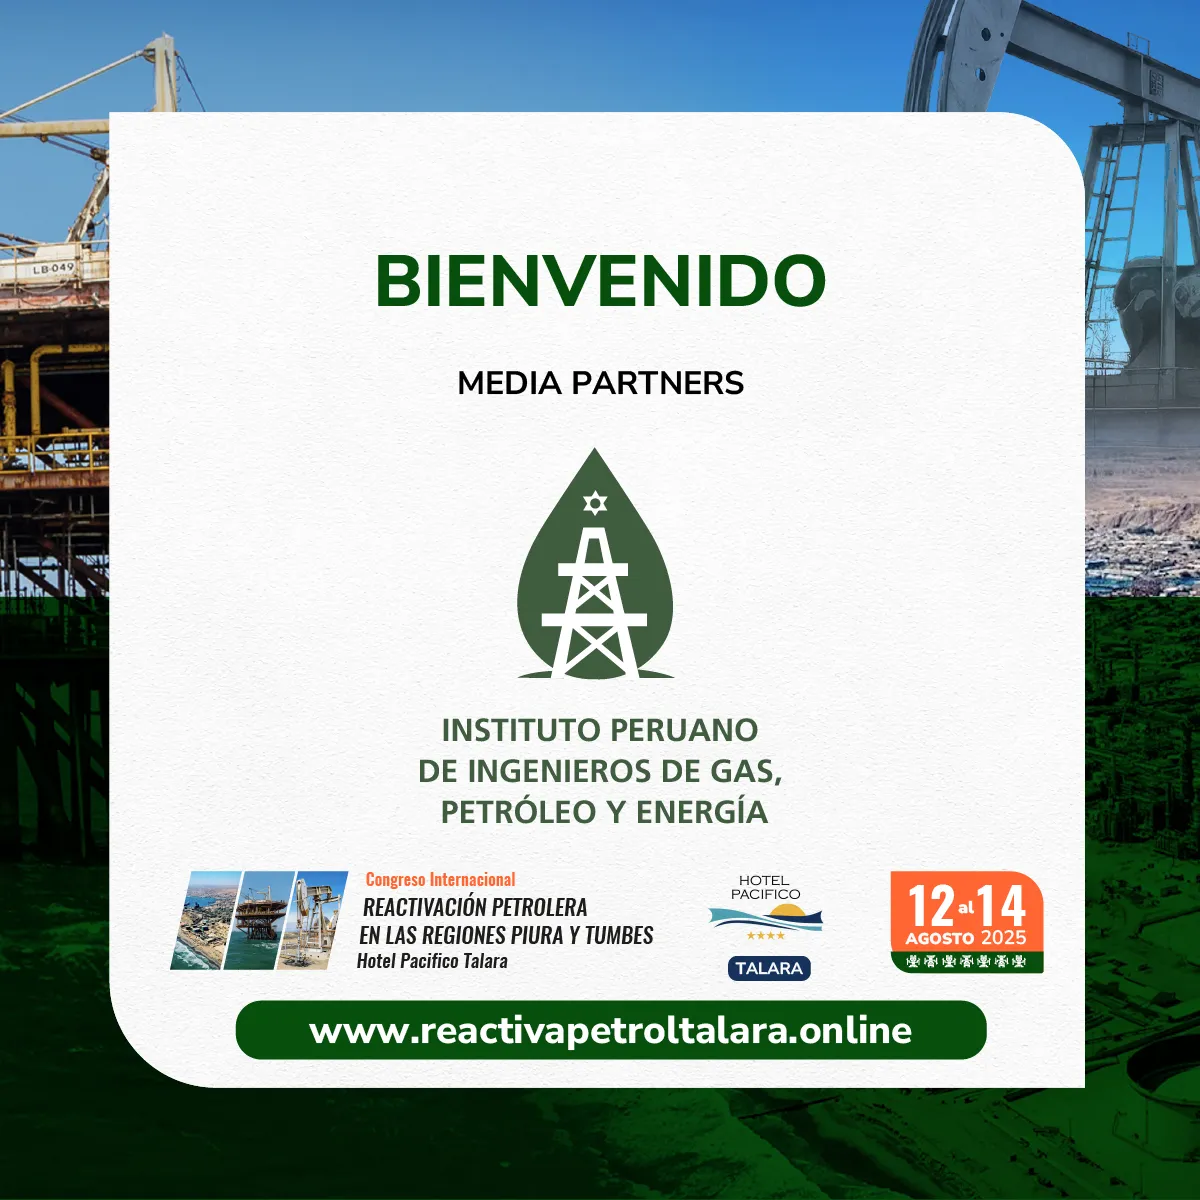 LB-049
BIENVENIDO
MEDIA PARTNERS
INSTITUTO PERUANO
DE INGENIEROS DE GAS,
PETRÓLEO Y ENERGÍA
Congreso Internacional
REACTIVACIÓN PETROLERA
EN LAS REGIONES PIURA Y TUMBES
Hotel Pacifico Talara
HOTEL
PACIFICO
TALARA
12 al 14
AGOSTO 2025
www.reactivapetroltalara.online